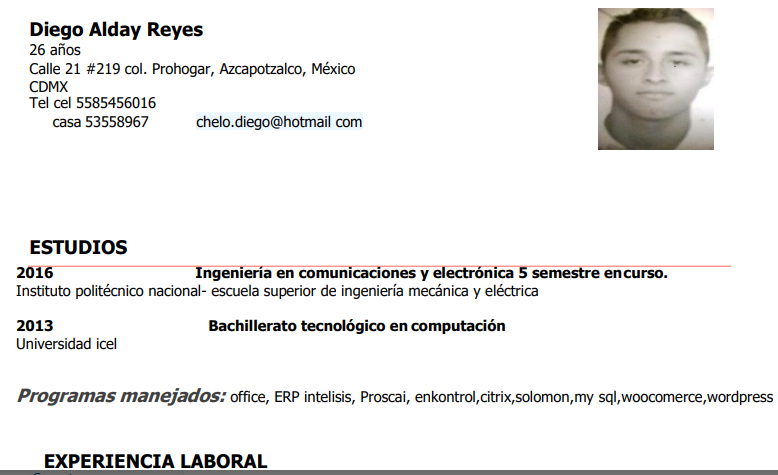 Diego Alday Reyes
26 años
Calle 21 #219 col. Prohogar, Azcapotzalco, México
CDMX
Tel cel 5585456016
casa 53558967 chelo.diego@hotmail com
ESTUDIOS
2016 Ingeniería en comunicaciones y electrónica 5 semestre en curso.
Instituto politécnico nacional- escuela superior de ingeniería mecánica y eléctrica
2013 Bachillerato tecnológico en computación
Universidad icel
Programas manejados: office, ERP intelisis, Proscai, enkontrol,citrix,solomon,my sql,woocomerce,wordpress
EXPERIENCIA LABORAL